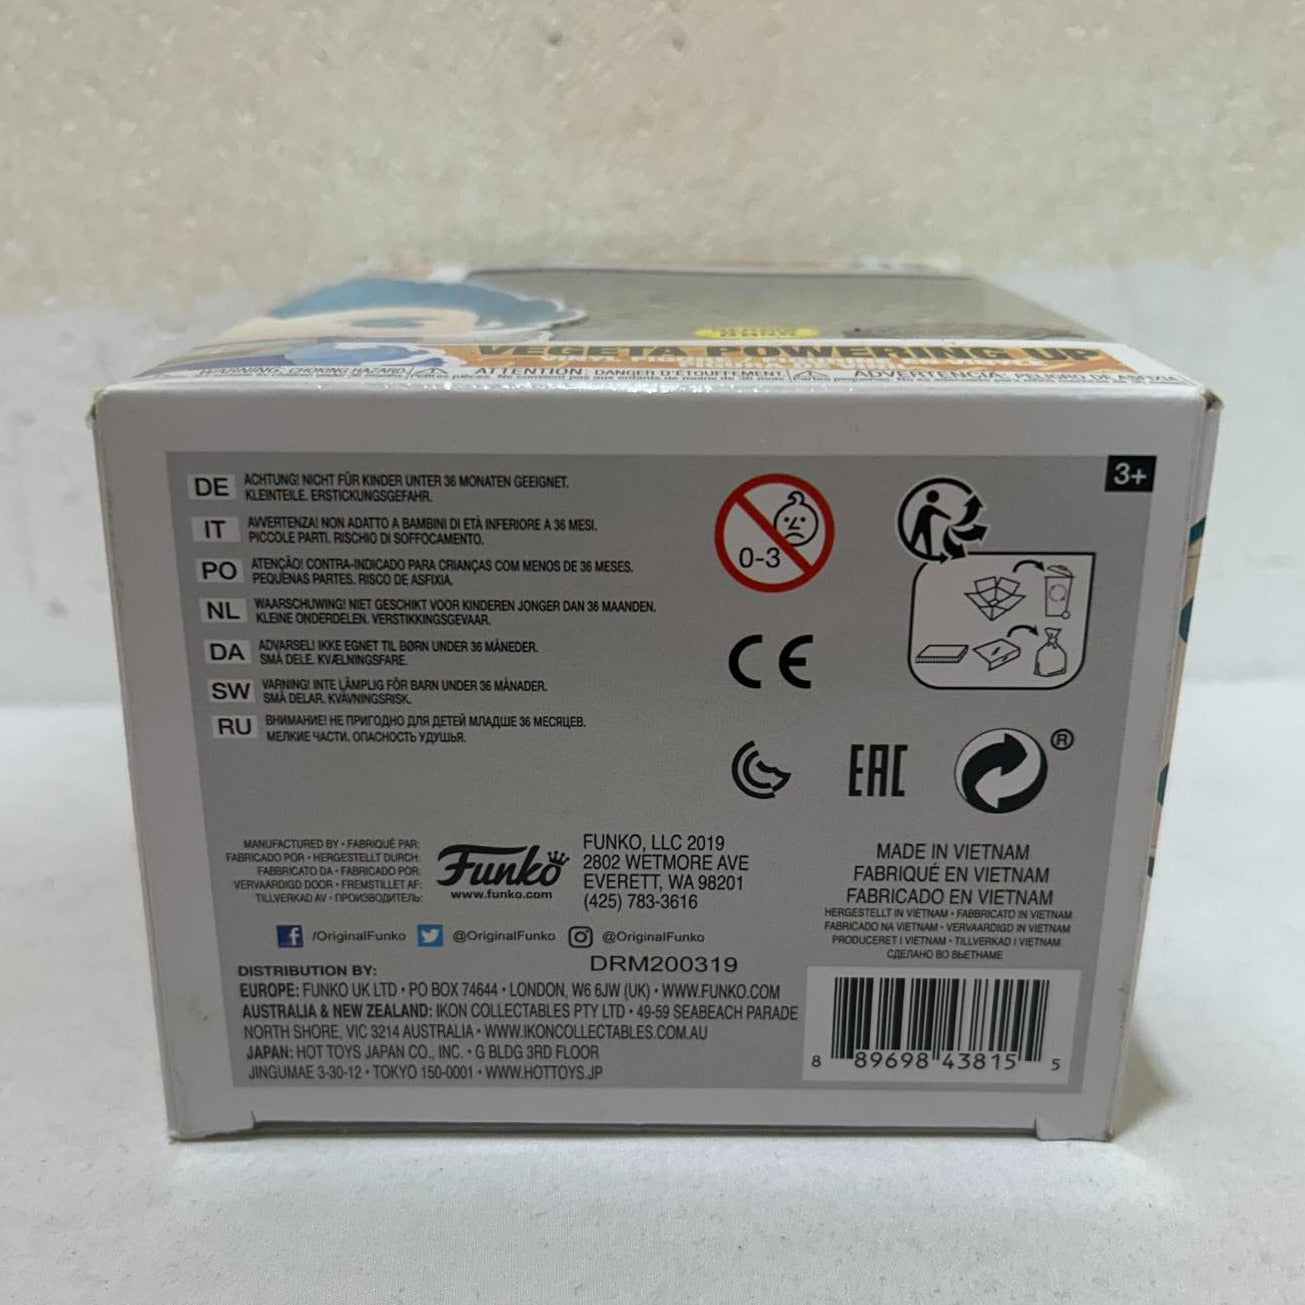 VEGETA POWERING UP
WARNING: CHOKING HAZARD
ATTENTION: DANGER D'ÉTOUFFEMENT
ADVERTENCIA: PELIGRO DE ASFIXIA
3+
DE ACHTUNG! NICHT FÜR KINDER UNTER 36 MONATEN GEEIGNET.
KLEINTEILE. ERSTICKUNGSGEFAHR.
IT AVVERTENZA! NON ADATTO A BAMBINI DI ETÀ INFERIORE A 36 MESI.
PICCOLE PARTI. RISCHIO DI SOFFOCAMENTO.
PO ATENÇÃO! CONTRA-INDICADO PARA CRIANÇAS COM MENOS DE 36 MESES.
PEQUENAS PARTES. RISCO DE ASFIXIA.
NL WAARSCHUWING! NIET GESCHIKT VOOR KINDEREN JONGER DAN 36 MAANDEN.
KLEINE ONDERDELEN. VERSTIKKINGSGEVAAR.
DA ADVARSEL! IKKE EGNET TIL BØRN UNDER 36 MÅNEDER.
SMÅ DELE. KVÆLNINGSFARE.
SW VARNING! INTE LÄMPLIG FÖR BARN UNDER 36 MÅNADER.
SMÅ DELAR. KVÄVNINGSRISK.
RU ВНИМАНИЕ! НЕ ПРИГОДНО ДЛЯ ДЕТЕЙ МЛАДШЕ 36 МЕСЯЦЕВ.
МЕЛКИЕ ЧАСТИ. ОПАСНОСТЬ УДУШЬЯ.
0-3
CE
EAC
®
MANUFACTURED BY • FABRIQUÉ PAR:
FABRICADO POR • HERGESTELLT DURCH:
FABBRICATO DA • FABRICADO POR:
VERVAARDIGD DOOR • FREMSTILLET AF:
TILLVERKAD AV • ПРОИЗВОДИТЕЛЬ:
Funko
www.funko.com
FUNKO, LLC 2019
2802 WETMORE AVE
EVERETT, WA 98201
(425) 783-3616
/OriginalFunko @OriginalFunko @OriginalFunko
DRM200319
DISTRIBUTION BY:
EUROPE: FUNKO UK LTD • PO BOX 74644 • LONDON, W6 6JW (UK) • WWW.FUNKO.COM
AUSTRALIA & NEW ZEALAND: IKON COLLECTABLES PTY LTD • 49-59 SEABEACH PARADE
NORTH SHORE, VIC 3214 AUSTRALIA • WWW.IKONCOLLECTABLES.COM.AU
JAPAN: HOT TOYS JAPAN CO., INC. • G BLDG 3RD FLOOR
JINGUMAE 3-30-12 • TOKYO 150-0001 • WWW.HOTTOYS.JP
MADE IN VIETNAM
FABRIQUÉ EN VIETNAM
FABRICADO EN VIETNAM
HERGESTELLT IN VIETNAM • FABBRICATO IN VIETNAM
FABRICADO NA VIETNAM • VERVAARDIGD IN VIETNAM
PRODUCERET I VIETNAM • TILLVERKAD I VIETNAM
СДЕЛАНО ВО ВЬЕТНАМЕ
8 89698 43815 5